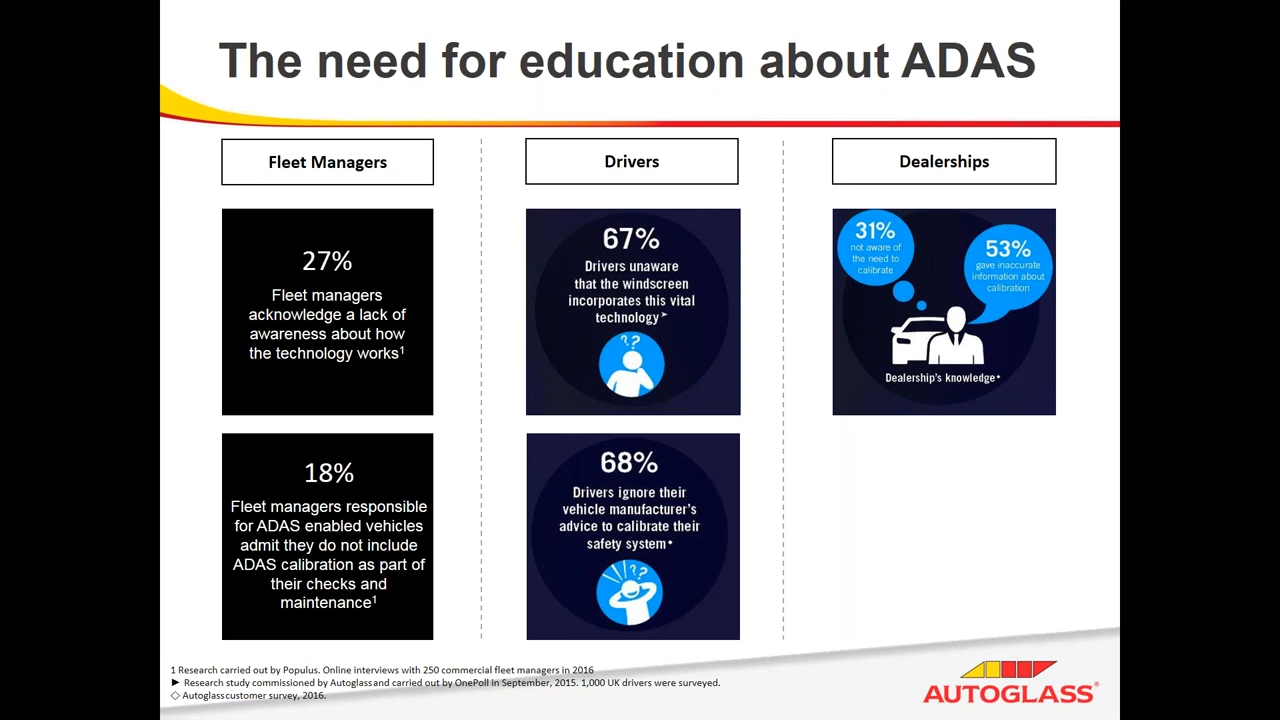 The need for education about ADAS
Fleet Managers
27%
Fleet managers
acknowledge a lack of
awareness about how
the technology works¹
18%
Fleet managers responsible
for ADAS enabled vehicles
admit they do not include
ADAS calibration as part of
their checks and
maintenance¹
Drivers
67%
Drivers unaware
that the windscreen
incorporates this vital
technology➤
??
68%
Drivers ignore their
vehicle manufacturer's
advice to calibrate their
safety system◆
??
Dealerships
31%
not aware of
the need to
calibrate
53%
gave inaccurate
information about
calibration
Dealership's knowledge◆
1 Research carried out by Populus. Online interviews with 250 commercial fleet managers in 2016
► Research study commissioned by Autoglass and carried out by OnePoll in September, 2015. 1,000 UK drivers were surveyed.
◇ Autoglass customer survey, 2016.
AUTOGLASS®